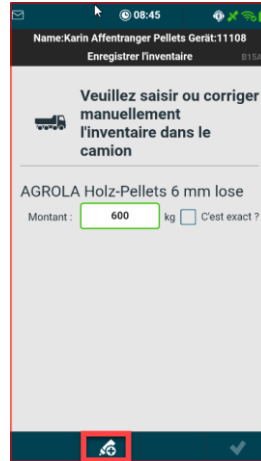 08:45
Name:Karin Affentranger Pellets Gerät:11108
Enregistrer l'inventaire B15A
Veuillez saisir ou corriger
manuellement
l'inventaire dans le
camion
AGROLA Holz-Pellets 6 mm lose
Montant : 600 kg C'est exact ?